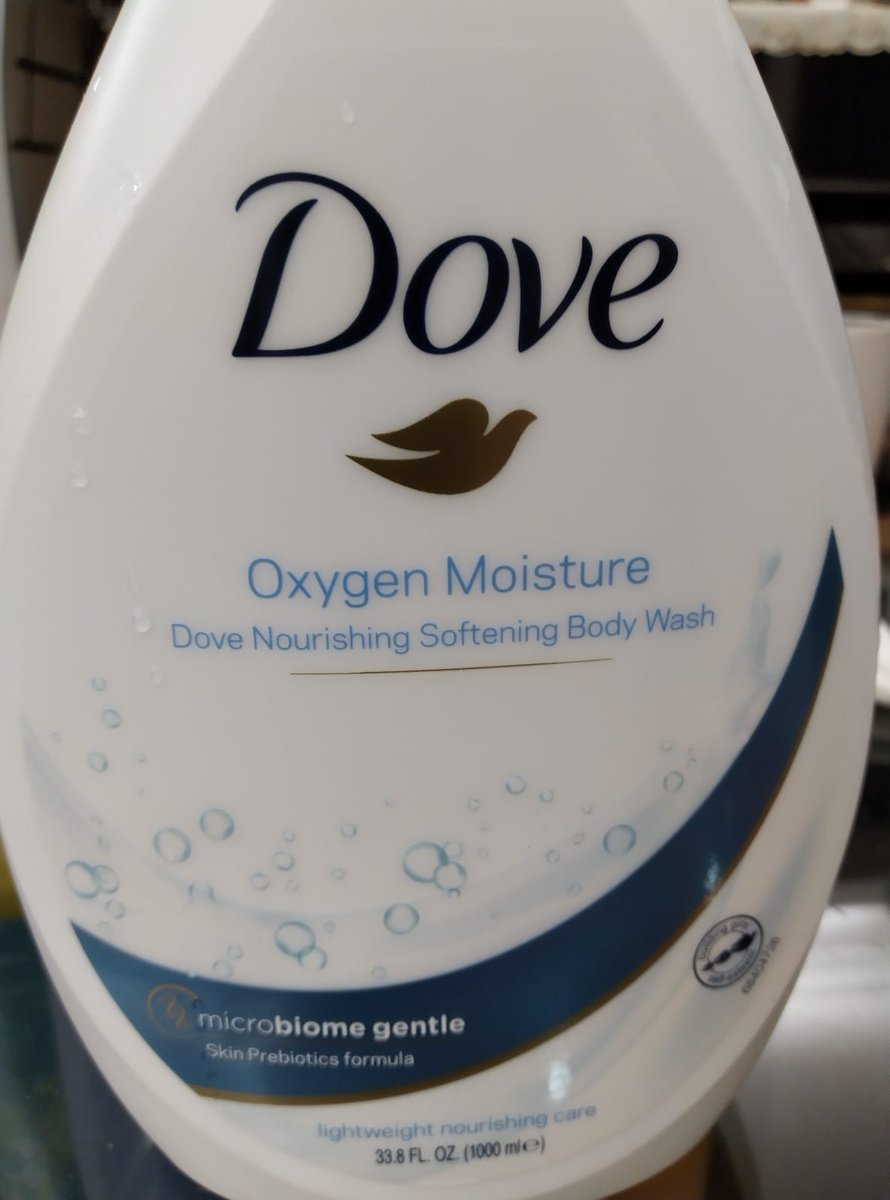 Dove
Oxygen Moisture
Dove Nourishing Softening Body Wash
microbiome gentle
Skin Prebiotics formula
lightweight nourishing care
33.8 FL. OZ. (1000 ml℮)